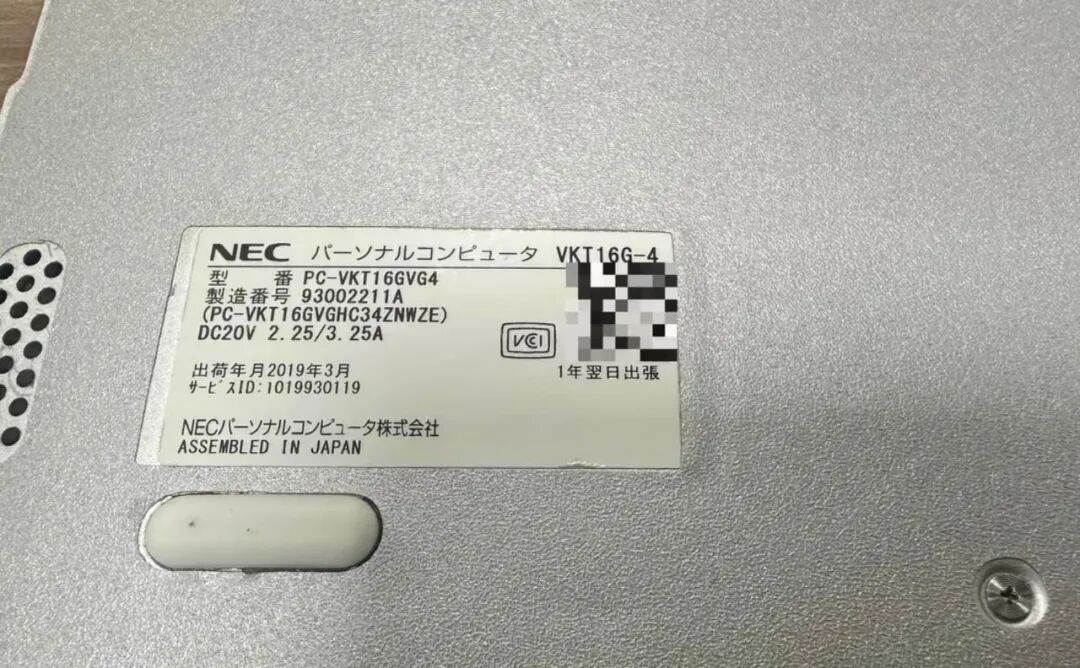 NEC パーソナルコンピュータ VKT16G-4
型 番 PC-VKT16GVG4
製造番号 93002211A
(PC-VKT16GVGHC34ZNWZE)
DC20V 2.25/3.25A
VCCI
1年翌日出張
出荷年月2019年3月
サービスID:1019930119
NECパーソナルコンピュータ株式会社
ASSEMBLED IN JAPAN